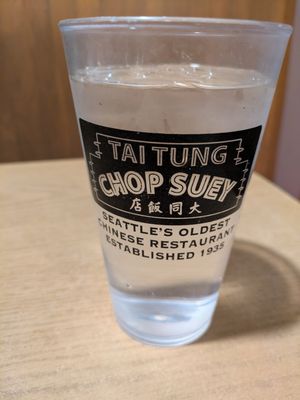 TAI TUNG
CHOP SUEY
店飯同大
SEATTLE'S OLDEST
CHINESE RESTAURANT
ESTABLISHED 1935